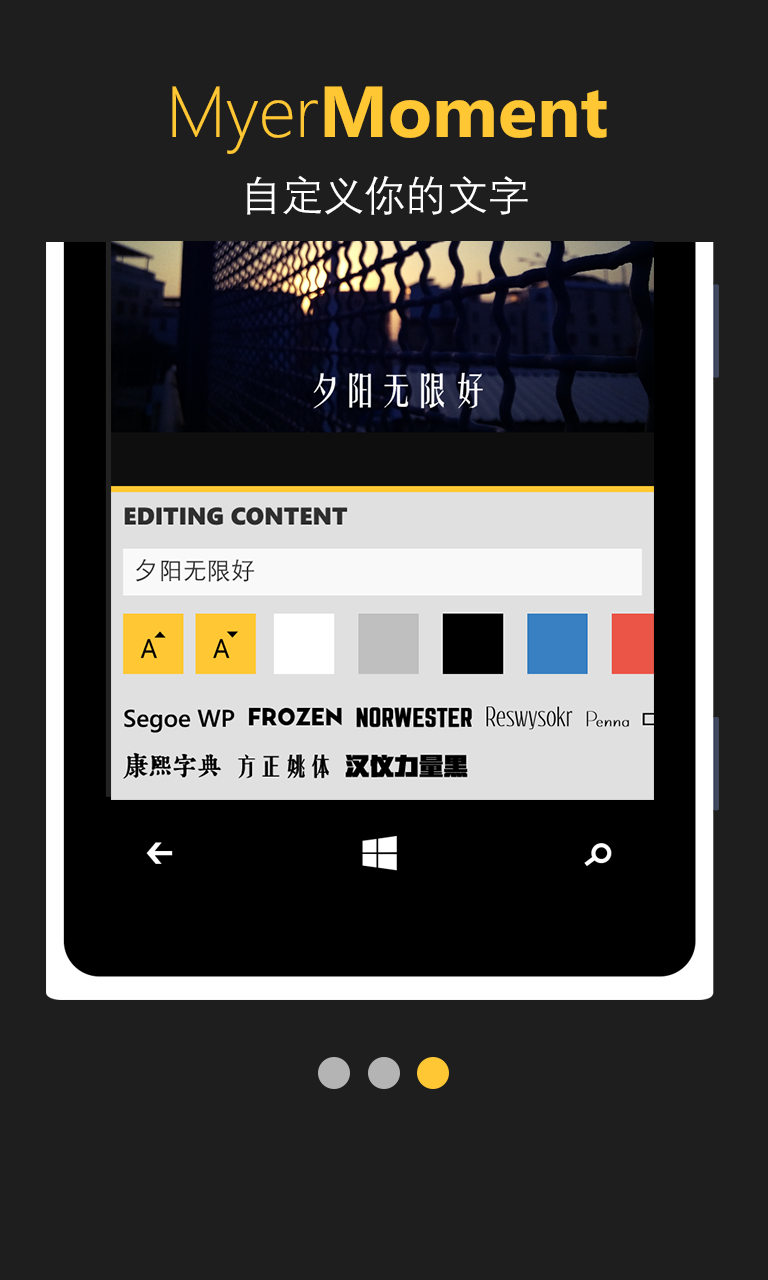 MyerMoment
自定义你的文字
夕阳无限好
EDITING CONTENT
夕阳无限好
A A
Segoe WP FROZEN NORWESTER Reswysokr Penna
康熙字典 方正姚体 汉仪力量黑